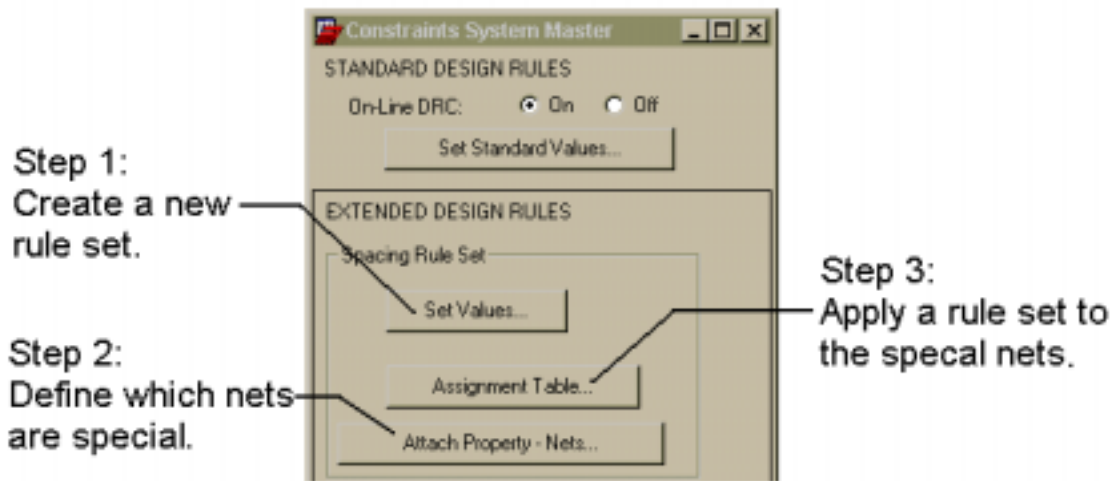 Constraints System Master
STANDARD DESIGN RULES
On-Line DRC: On Off
Set Standard Values...
Step 1:
Create a new
rule set.
EXTENDED DESIGN RULES
Spacing Rule Set
Set Values...
Step 2:
Define which nets
are special.
Assignment Table...
Attach Property - Nets...
Step 3:
Apply a rule set to
the specal nets.